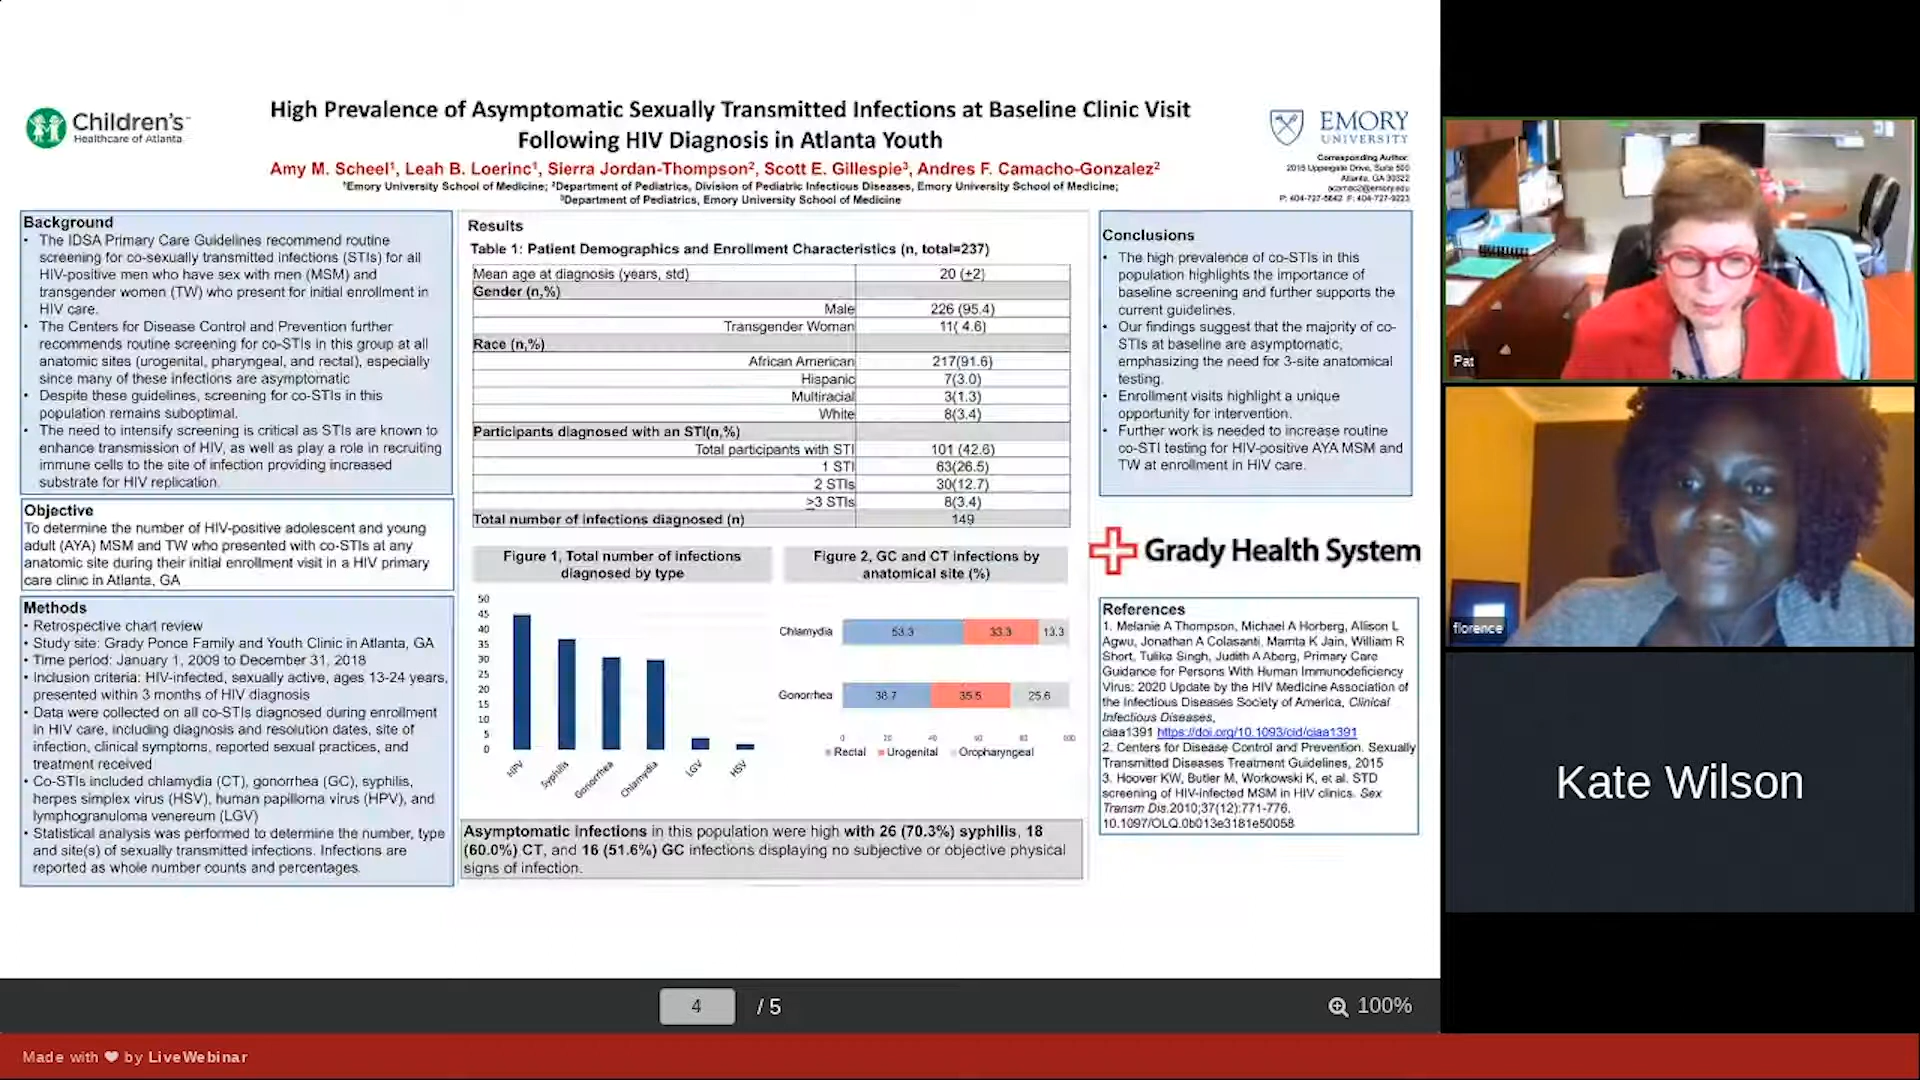 Children's
Healthcare of Atlanta
High Prevalence of Asymptomatic Sexually Transmitted Infections at Baseline Clinic Visit
Following HIV Diagnosis in Atlanta Youth
Amy M. Scheel¹, Leah B. Loerinc¹, Sierra Jordan-Thompson², Scott E. Gillespie³, Andres F. Camacho-Gonzalez²
¹Emory University School of Medicine; ²Department of Pediatrics, Division of Pediatric Infectious Diseases, Emory University School of Medicine;
³Department of Pediatrics, Emory University School of Medicine
EMORY
UNIVERSITY
Corresponding Author:
2015 Uppergate Drive, Suite 500
Atlanta, GA 30322
acamac2@emory.edu
P: 404-727-5642 F: 404-727-9223
Background
• The IDSA Primary Care Guidelines recommend routine
screening for co-sexually transmitted infections (STIs) for all
HIV-positive men who have sex with men (MSM) and
transgender women (TW) who present for initial enrollment in
HIV care.
• The Centers for Disease Control and Prevention further
recommends routine screening for co-STIs in this group at all
anatomic sites (urogenital, pharyngeal, and rectal), especially
since many of these infections are asymptomatic
• Despite these guidelines, screening for co-STIs in this
population remains suboptimal.
• The need to intensify screening is critical as STIs are known to
enhance transmission of HIV, as well as play a role in recruiting
immune cells to the site of infection providing increased
substrate for HIV replication.
Objective
To determine the number of HIV-positive adolescent and young
adult (AYA) MSM and TW who presented with co-STIs at any
anatomic site during their initial enrollment visit in a HIV primary
care clinic in Atlanta, GA
Methods
• Retrospective chart review
• Study site: Grady Ponce Family and Youth Clinic in Atlanta, GA
• Time period: January 1, 2009 to December 31, 2018
• Inclusion criteria: HIV-infected, sexually active, ages 13-24 years,
presented within 3 months of HIV diagnosis
• Data were collected on all co-STIs diagnosed during enrollment
in HIV care, including diagnosis and resolution dates, site of
infection, clinical symptoms, reported sexual practices, and
treatment received
• Co-STIs included chlamydia (CT), gonorrhea (GC), syphilis,
herpes simplex virus (HSV), human papilloma virus (HPV), and
lymphogranuloma venereum (LGV)
• Statistical analysis was performed to determine the number, type
and site(s) of sexually transmitted infections. Infections are
reported as whole number counts and percentages.
Results
Table 1: Patient Demographics and Enrollment Characteristics (n, total=237)
Mean age at diagnosis (years, std) 20 (±2)
Gender (n,%)
Male 226 (95.4)
Transgender Woman 11( 4.6)
Race (n,%)
African American 217(91.6)
Hispanic 7(3.0)
Multiracial 3(1.3)
White 8(3.4)
Participants diagnosed with an STI(n,%)
Total participants with STI 101 (42.6)
1 STI 63(26.5)
2 STIs 30(12.7)
≥3 STIs 8(3.4)
Total number of infections diagnosed (n) 149
Figure 1, Total number of infections
diagnosed by type
50
45
40
35
30
25
20
15
10
5
0
HPV Syphilis Gonorrhea Chlamydia LGV HSV
Figure 2, GC and CT infections by
anatomical site (%)
Chlamydia 53.3 33.3 13.3
Gonorrhea 38.7 35.5 25.6
0 20 40 60 80 100
Rectal Urogenital Oropharyngeal
Asymptomatic infections in this population were high with 26 (70.3%) syphilis, 18
(60.0%) CT, and 16 (51.6%) GC infections displaying no subjective or objective physical
signs of infection.
Conclusions
• The high prevalence of co-STIs in this
population highlights the importance of
baseline screening and further supports the
current guidelines.
• Our findings suggest that the majority of co-
STIs at baseline are asymptomatic,
emphasizing the need for 3-site anatomical
testing.
• Enrollment visits highlight a unique
opportunity for intervention.
• Further work is needed to increase routine
co-STI testing for HIV-positive AYA MSM and
TW at enrollment in HIV care.
Grady Health System
References
1. Melanie A Thompson, Michael A Horberg, Allison L
Agwu, Jonathan A Colasanti, Mamta K Jain, William R
Short, Tulika Singh, Judith A Aberg, Primary Care
Guidance for Persons With Human Immunodeficiency
Virus: 2020 Update by the HIV Medicine Association of
the Infectious Diseases Society of America, Clinical
Infectious Diseases,
ciaa1391 https://doi.org/10.1093/cid/ciaa1391
2. Centers for Disease Control and Prevention. Sexually
Transmitted Diseases Treatment Guidelines, 2015
3. Hoover KW, Butler M, Workowski K, et al. STD
screening of HIV-infected MSM in HIV clinics. Sex
Transm Dis.2010;37(12):771-776.
10.1097/OLQ.0b013e3181e50058
Pat
florence
Kate Wilson
4 / 5
100%
Made with ❤ by LiveWebinar